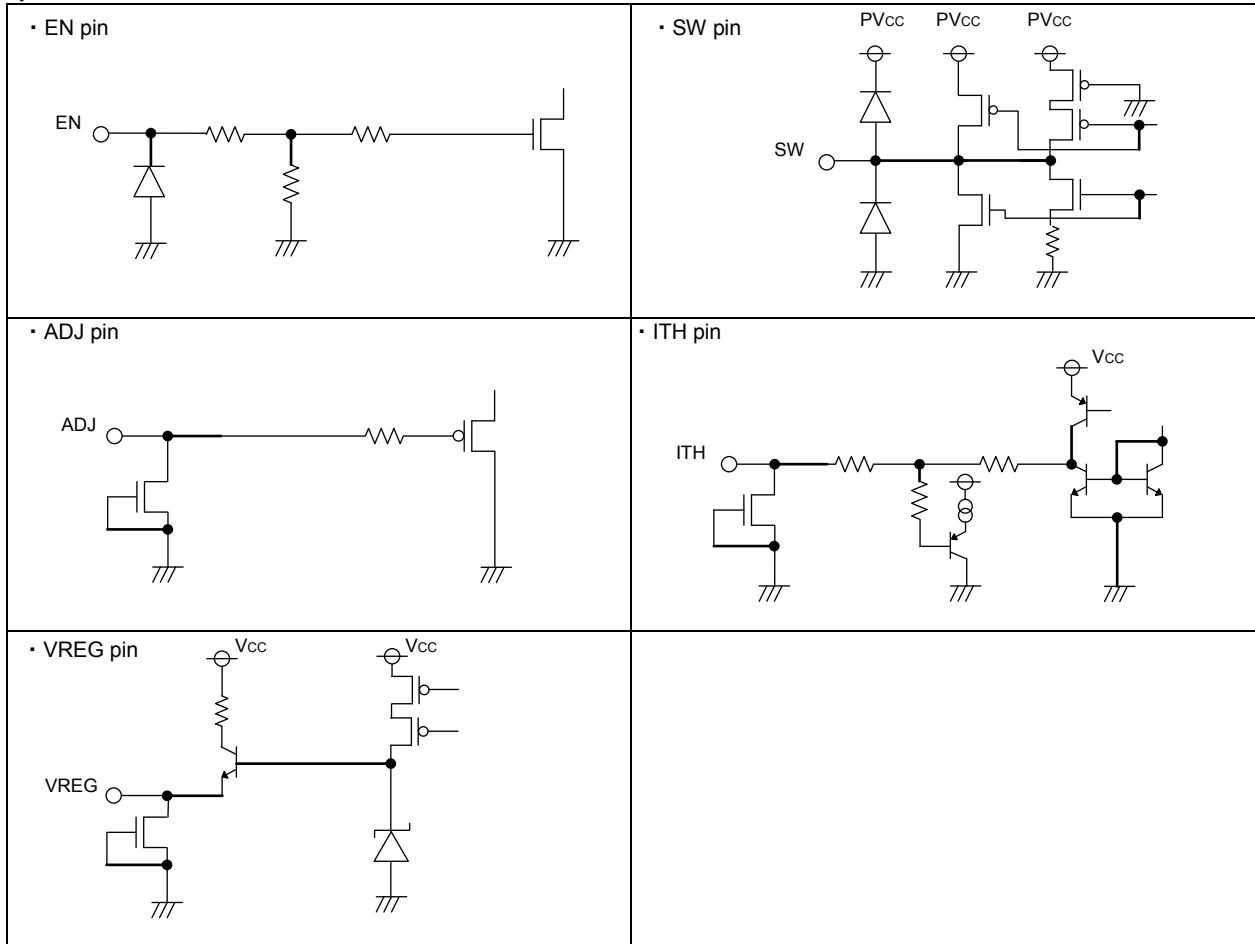 ・EN pin
EN
・SW pin
PVCC PVCC PVCC
SW
・ADJ pin
ADJ
・ITH pin
VCC
ITH
・VREG pin
VCC VCC
VREG